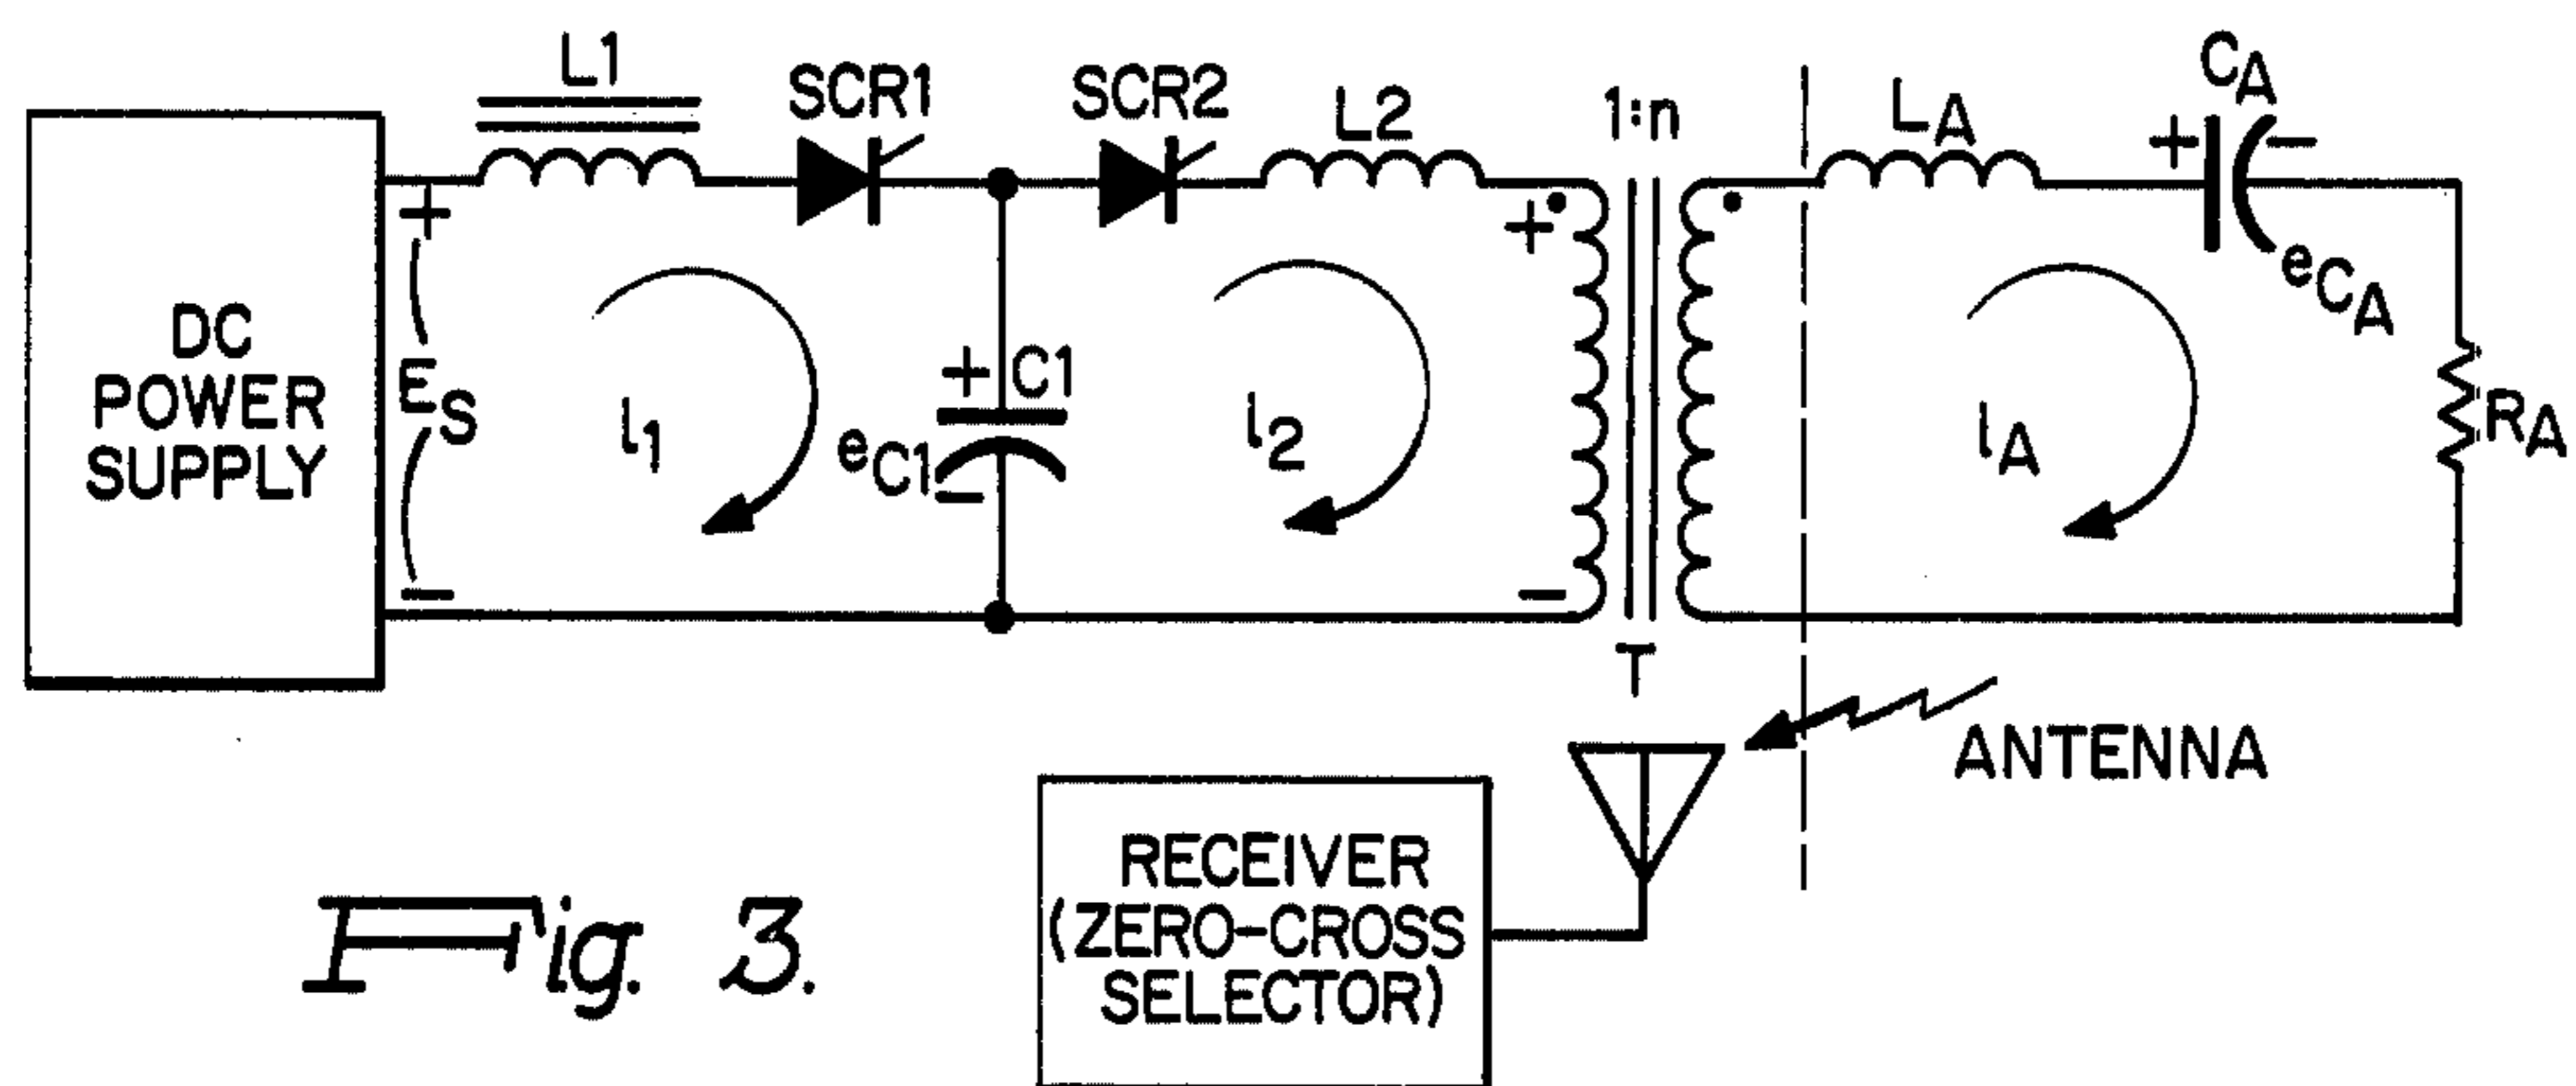 L1
SCR1
SCR2
L2
1:n
LA
CA
+
-
eCA
DC
POWER
SUPPLY
+
ES
-
i1
+
C1
eC1
-
i2
+
-
T
iA
RA
ANTENNA
RECEIVER
(ZERO-CROSS
SELECTOR)
Fig. 3.